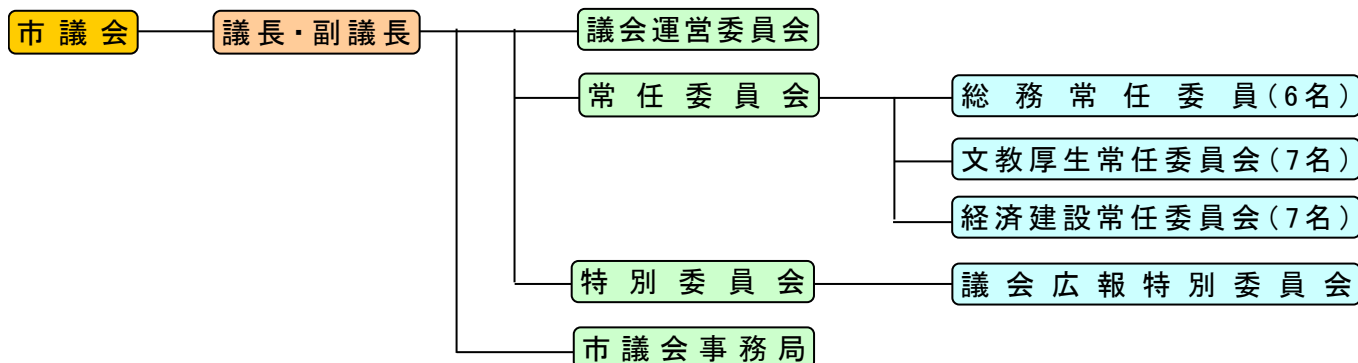 市議会
議長・副議長
議会運営委員会
常任委員会
総務常任委員(6名)
文教厚生常任委員会(7名)
経済建設常任委員会(7名)
特別委員会
議会広報特別委員会
市議会事務局